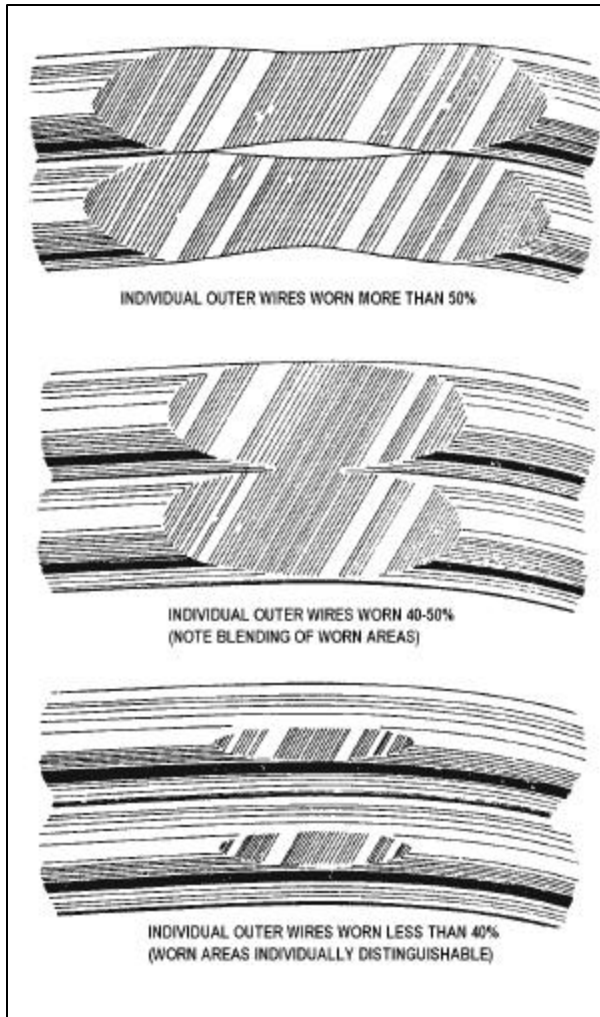 INDIVIDUAL OUTER WIRES WORN MORE THAN 50%
INDIVIDUAL OUTER WIRES WORN 40-50%
(NOTE BLENDING OF WORN AREAS)
INDIVIDUAL OUTER WIRES WORN LESS THAN 40%
(WORN AREAS INDIVIDUALLY DISTINGUISHABLE)